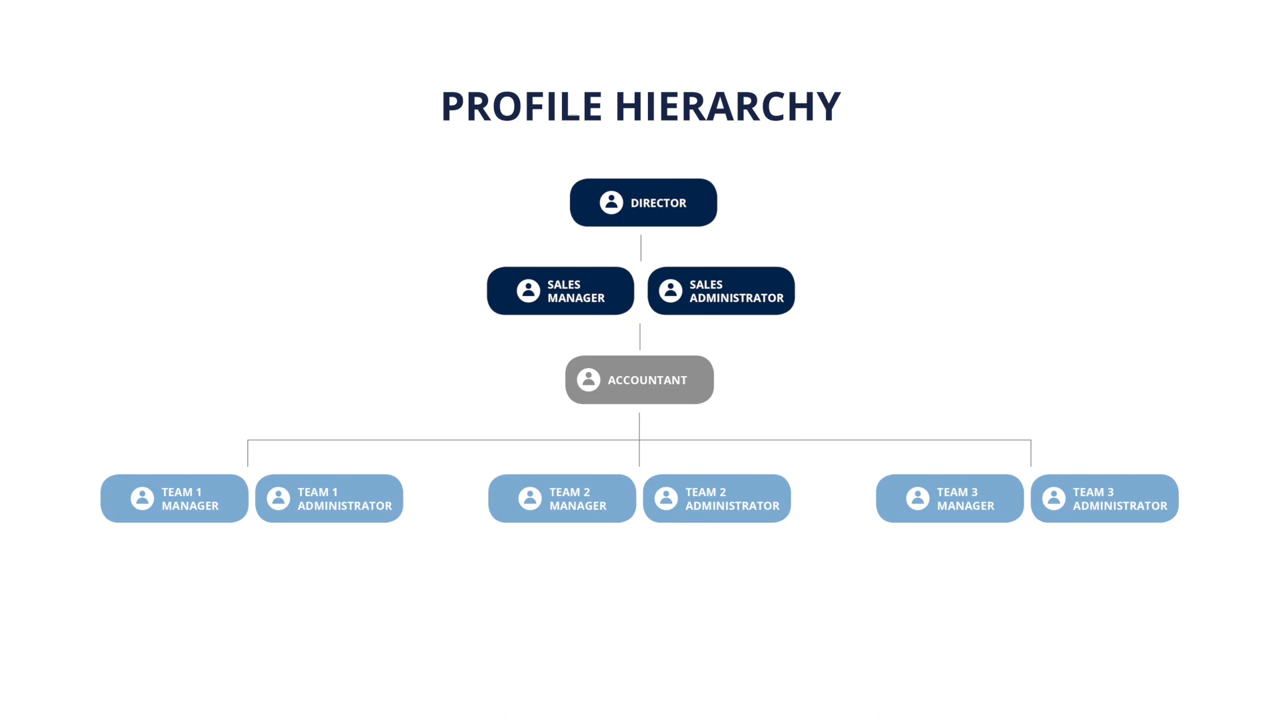 PROFILE HIERARCHY
DIRECTOR
SALES
MANAGER
SALES
ADMINISTRATOR
ACCOUNTANT
TEAM 1
MANAGER
TEAM 1
ADMINISTRATOR
TEAM 2
MANAGER
TEAM 2
ADMINISTRATOR
TEAM 3
MANAGER
TEAM 3
ADMINISTRATOR